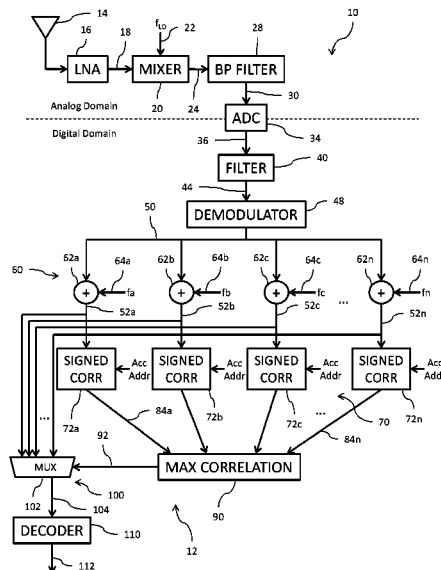 14
16
18
f_LO
22
28
10
LNA
MIXER
BP FILTER
20
24
30
Analog Domain
Digital Domain
ADC
34
36
FILTER
40
44
DEMODULATOR
48
50
60
62a
64a
62b
64b
62c
64c
62n
64n
+
fa
+
fb
+
fc
...
+
fn
52a
52b
52c
52n
SIGNED CORR
Acc Addr
SIGNED CORR
Acc Addr
SIGNED CORR
Acc Addr
SIGNED CORR
Acc Addr
...
72a
84a
72b
72c
...
84n
70
72n
92
MUX
MAX CORRELATION
100
102
104
90
DECODER
110
12
112